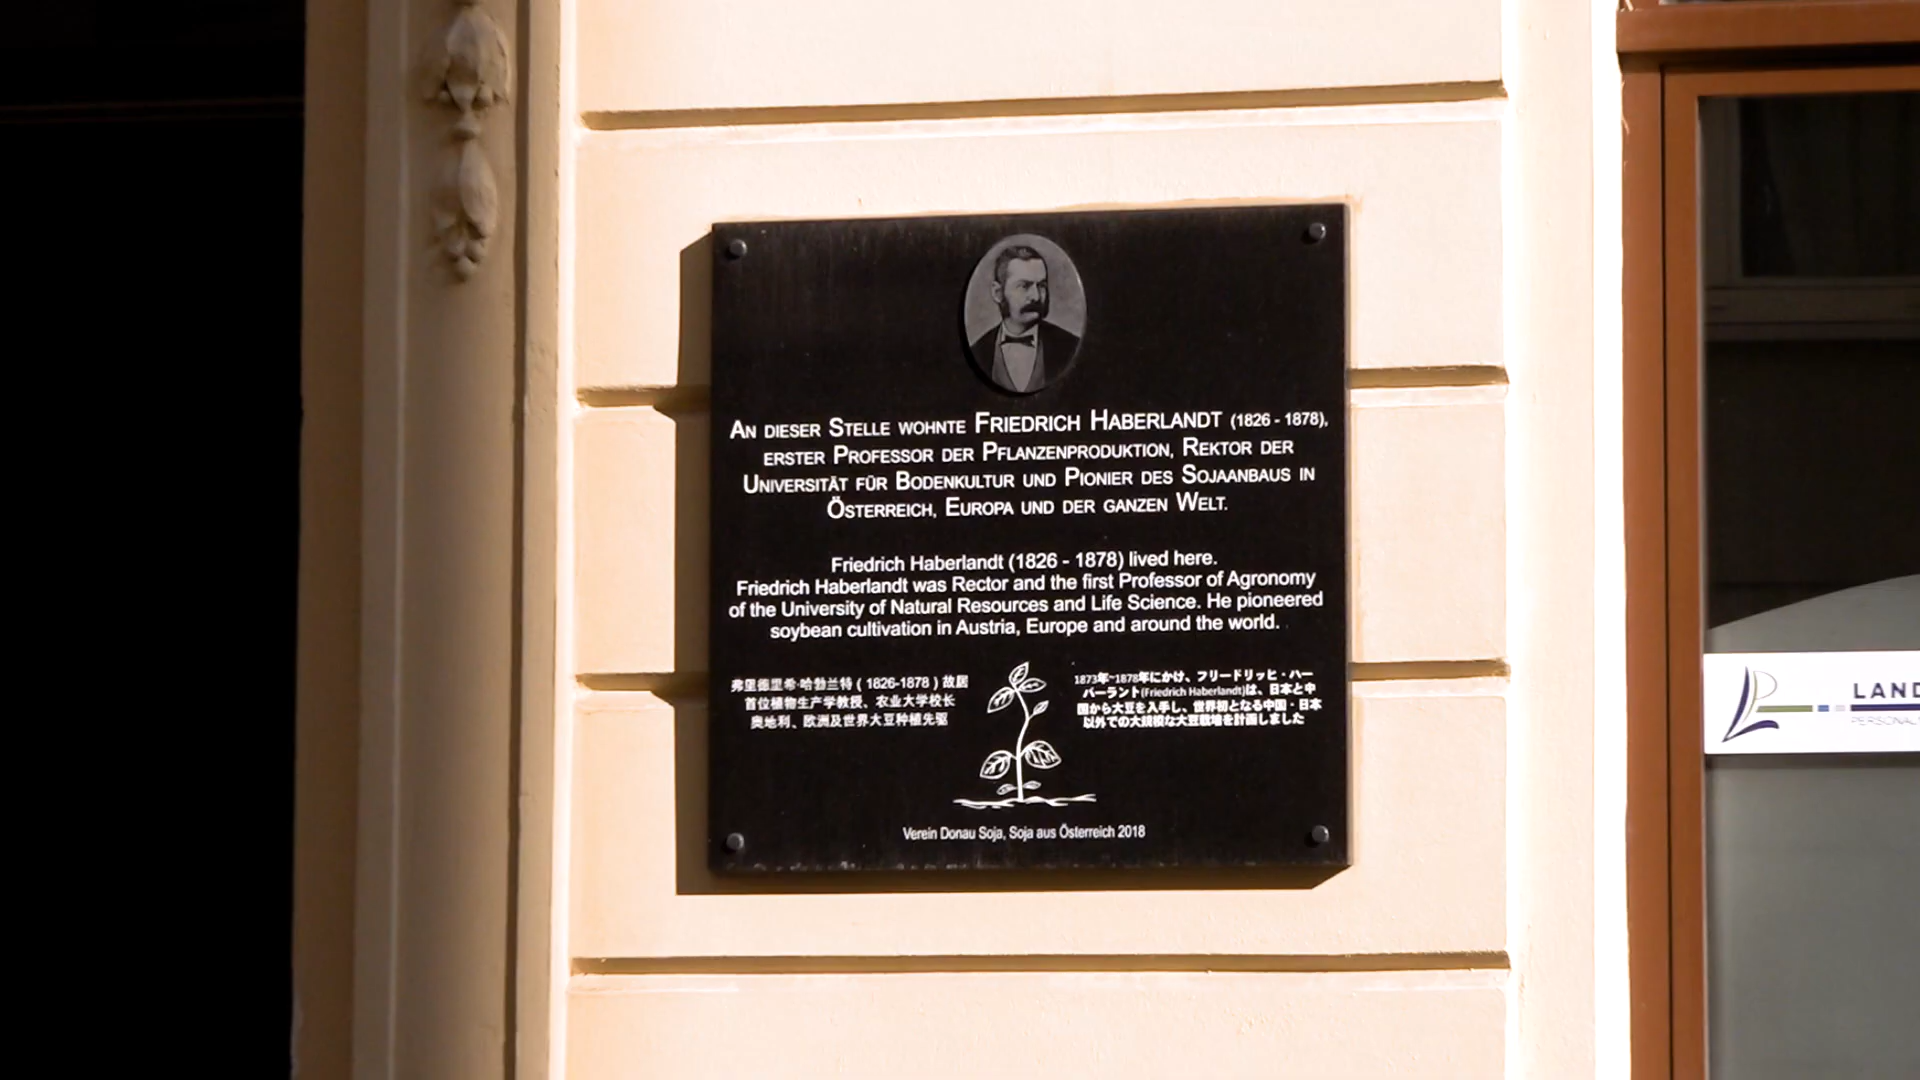 An dieser Stelle wohnte Friedrich Haberlandt (1826 - 1878),
erster Professor der Pflanzenproduktion, Rektor der
Universität für Bodenkultur und Pionier des Sojaanbaus in
Österreich, Europa und der ganzen Welt.
Friedrich Haberlandt (1826 - 1878) lived here.
Friedrich Haberlandt was Rector and the first Professor of Agronomy
of the University of Natural Resources and Life Science. He pioneered
soybean cultivation in Austria, Europe and around the world.
弗里德里希·哈勃兰特 ( 1826-1878 ) 故居
首位植物生产学教授、农业大学校长
奥地利、欧洲及世界大豆种植先驱
1873年~1878年にかけ、フリードリッヒ・ハー
バーラント(Friedrich Haberlandt)は、日本と中
国から大豆を入手し、世界初となる中国・日本
以外での大規模な大豆栽培を計画しました
Verein Donau Soja, Soja aus Österreich 2018
LAND
PERSONAL